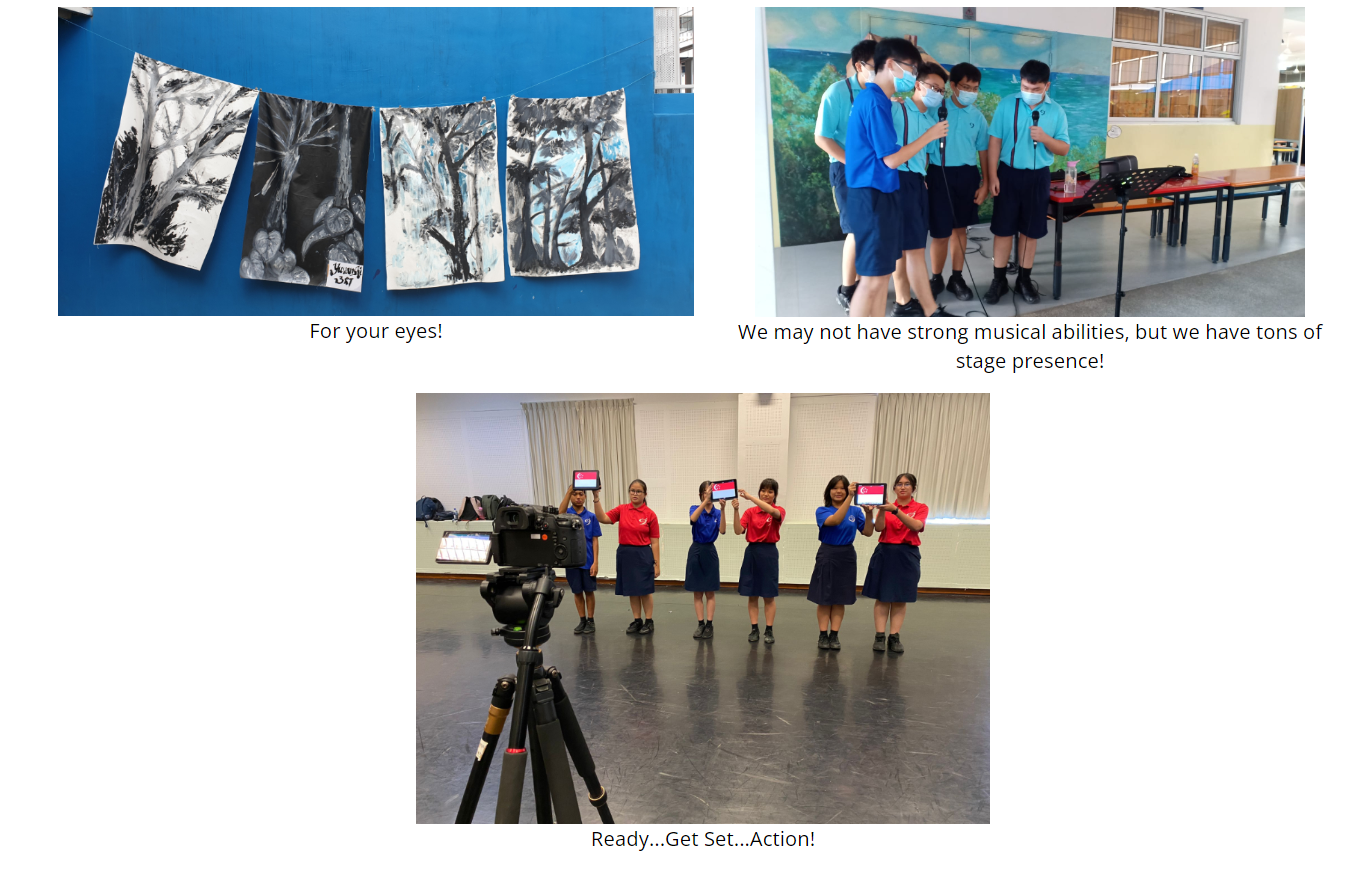 For your eyes!
We may not have strong musical abilities, but we have tons of
stage presence!
Ready...Get Set...Action!